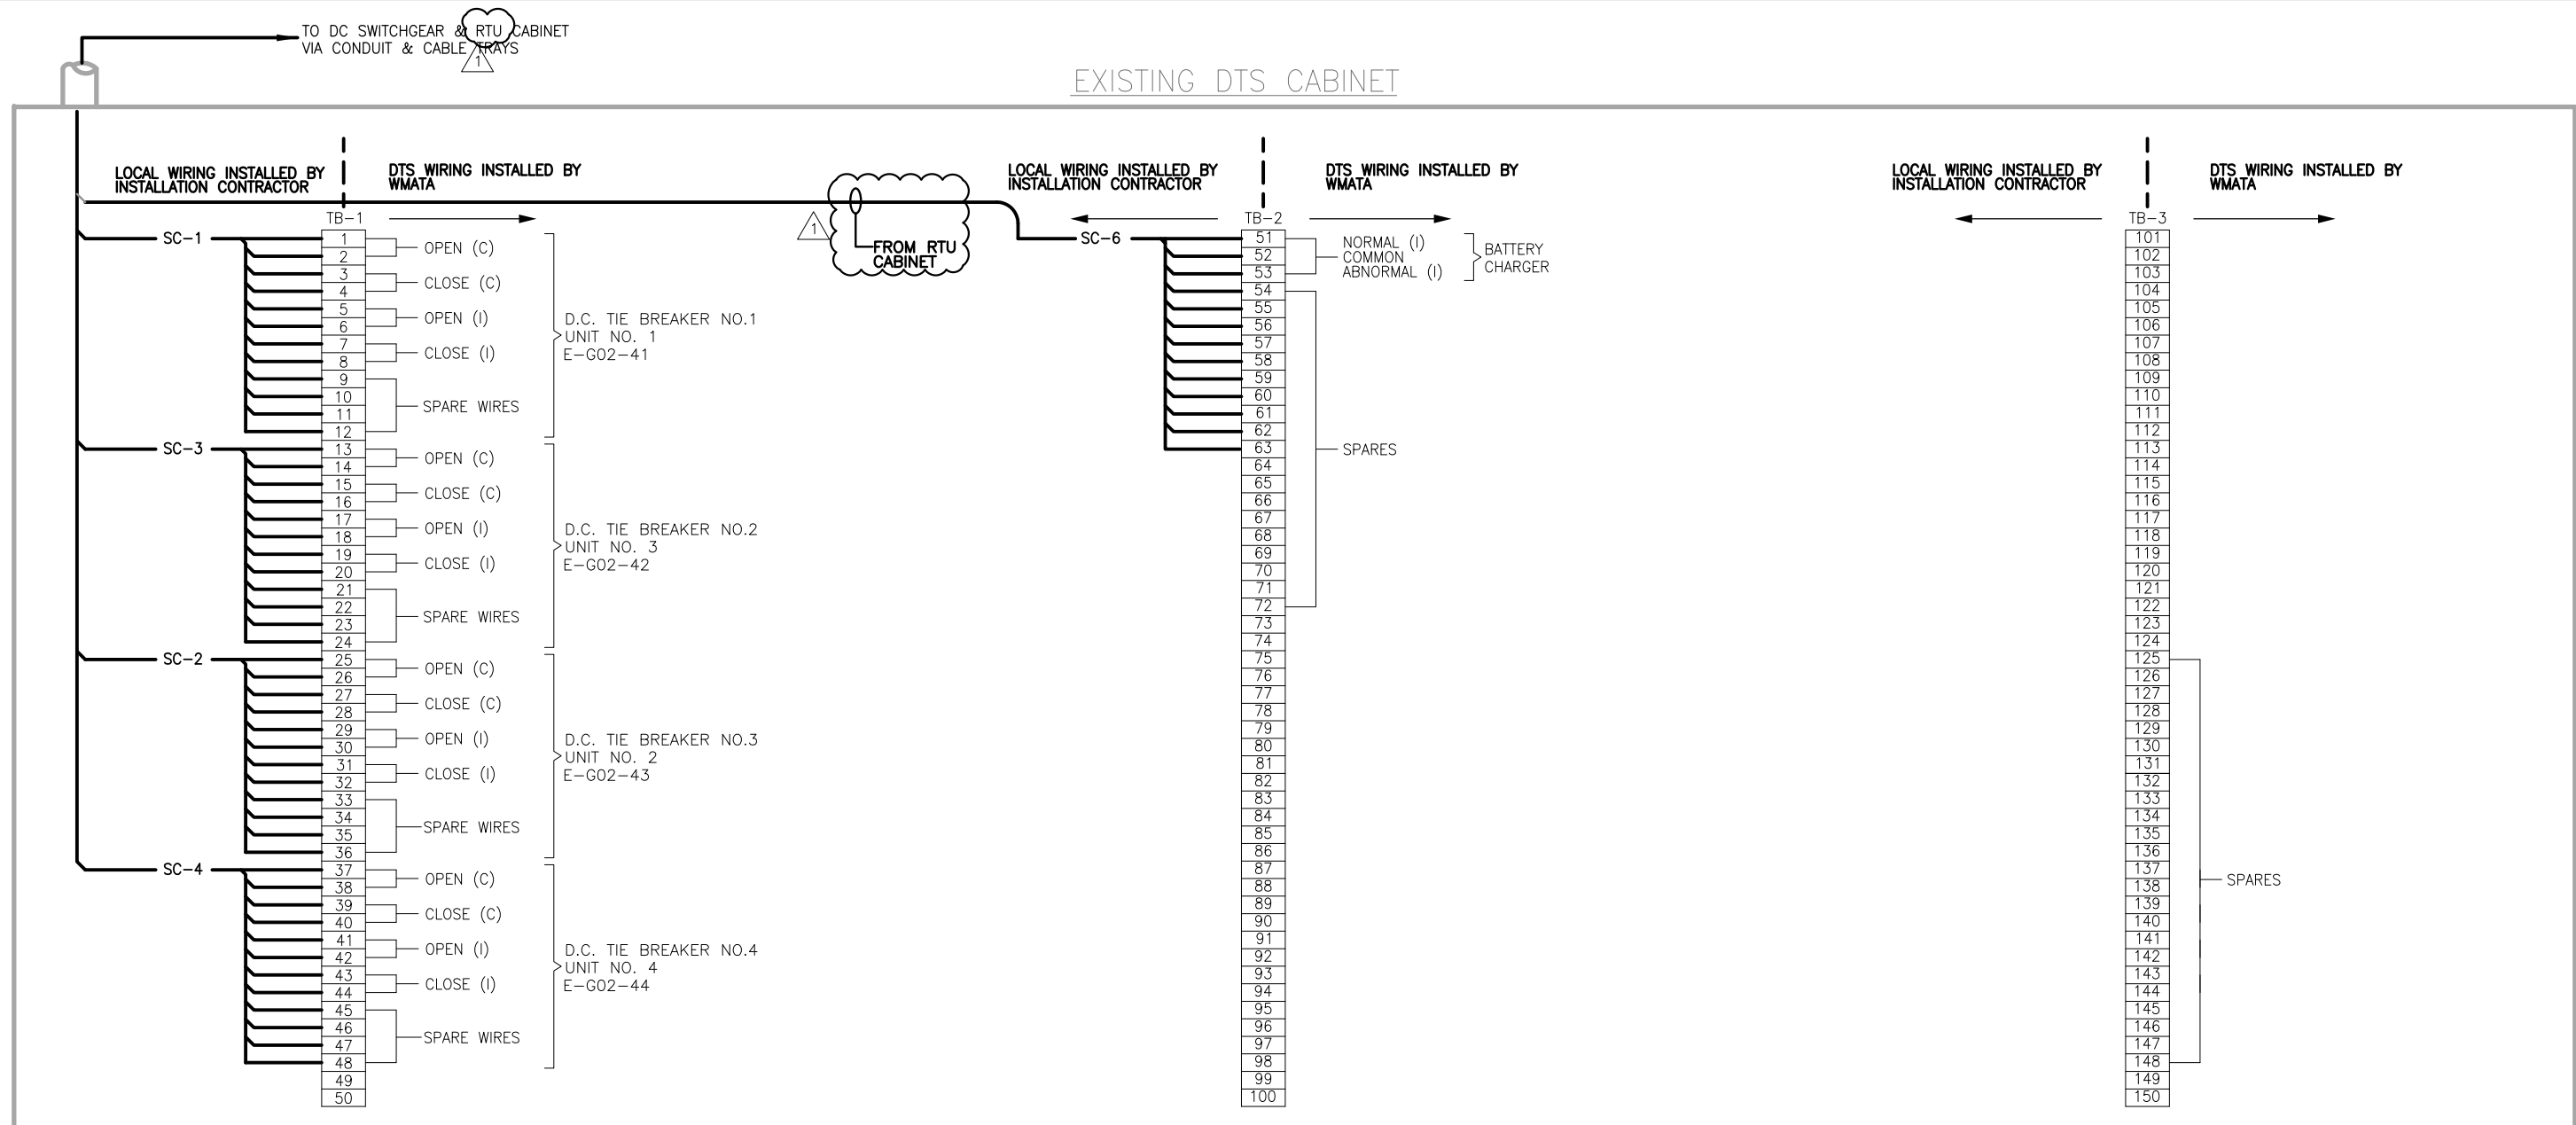 TO DC SWITCHGEAR & RTU CABINET
VIA CONDUIT & CABLE TRAYS
1
EXISTING DTS CABINET
LOCAL WIRING INSTALLED BY
INSTALLATION CONTRACTOR
DTS WIRING INSTALLED BY
WMATA
TB-1
SC-1
1
2
3
4
5
6
7
8
9
10
11
12
OPEN (C)
CLOSE (C)
OPEN (I)
CLOSE (I)
SPARE WIRES
D.C. TIE BREAKER NO.1
UNIT NO. 1
E-G02-41
SC-3
13
14
15
16
17
18
19
20
21
22
23
24
OPEN (C)
CLOSE (C)
OPEN (I)
CLOSE (I)
SPARE WIRES
D.C. TIE BREAKER NO.2
UNIT NO. 3
E-G02-42
SC-2
25
26
27
28
29
30
31
32
33
34
35
36
OPEN (C)
CLOSE (C)
OPEN (I)
CLOSE (I)
SPARE WIRES
D.C. TIE BREAKER NO.3
UNIT NO. 2
E-G02-43
SC-4
37
38
39
40
41
42
43
44
45
46
47
48
49
50
OPEN (C)
CLOSE (C)
OPEN (I)
CLOSE (I)
SPARE WIRES
D.C. TIE BREAKER NO.4
UNIT NO. 4
E-G02-44
1
FROM RTU
CABINET
LOCAL WIRING INSTALLED BY
INSTALLATION CONTRACTOR
DTS WIRING INSTALLED BY
WMATA
TB-2
SC-6
51
52
53
54
55
56
57
58
59
60
61
62
63
64
65
66
67
68
69
70
71
72
73
74
75
76
77
78
79
80
81
82
83
84
85
86
87
88
89
90
91
92
93
94
95
96
97
98
99
100
NORMAL (I)
COMMON
ABNORMAL (I)
BATTERY
CHARGER
SPARES
LOCAL WIRING INSTALLED BY
INSTALLATION CONTRACTOR
DTS WIRING INSTALLED BY
WMATA
TB-3
101
102
103
104
105
106
107
108
109
110
111
112
113
114
115
116
117
118
119
120
121
122
123
124
125
126
127
128
129
130
131
132
133
134
135
136
137
138
139
140
141
142
143
144
145
146
147
148
149
150
SPARES